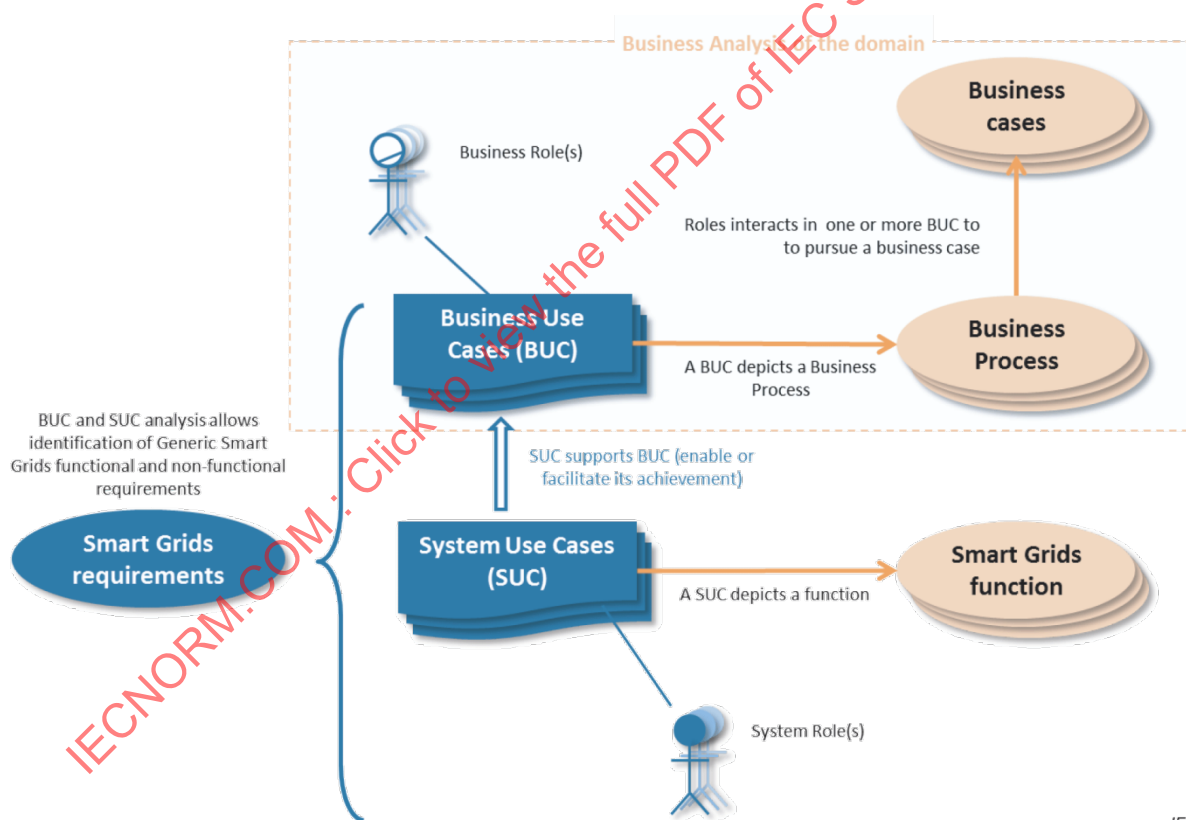 Business Analysis of the domain
Business
cases
Business Role(s)
Roles interacts in one or more BUC to
to pursue a business case
Business Use
Cases (BUC)
Business
Process
A BUC depicts a Business
Process
BUC and SUC analysis allows
identification of Generic Smart
Grids functional and non-functional
requirements
SUC supports BUC (enable or
facilitate its achievement)
Smart Grids
requirements
System Use Cases
(SUC)
Smart Grids
function
A SUC depicts a function
System Role(s)
IECNORM.COM : Click to view the full PDF of IEC